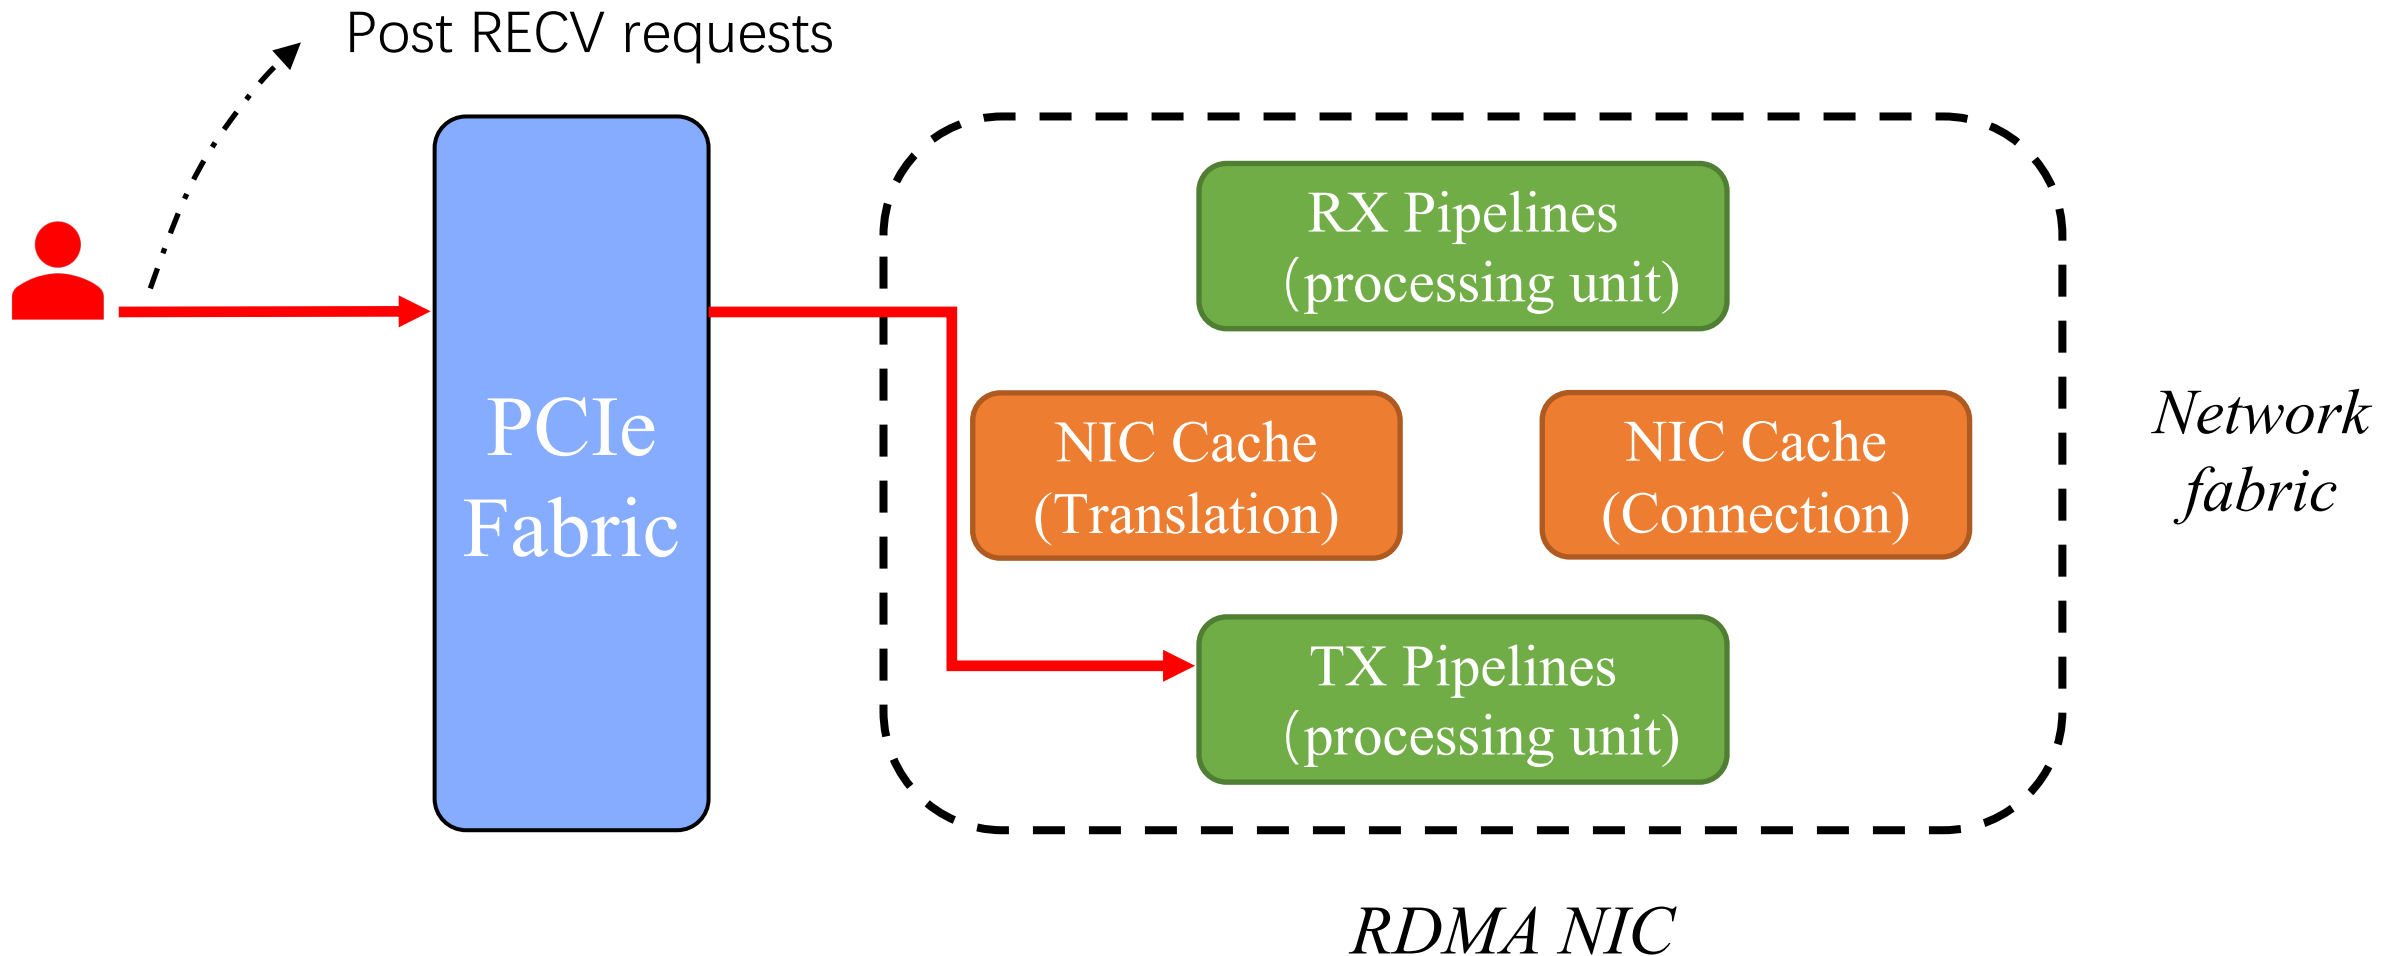 Post RECV requests
PCIe
Fabric
RX Pipelines
(processing unit)
NIC Cache
(Translation)
NIC Cache
(Connection)
TX Pipelines
(processing unit)
Network
fabric
RDMA NIC